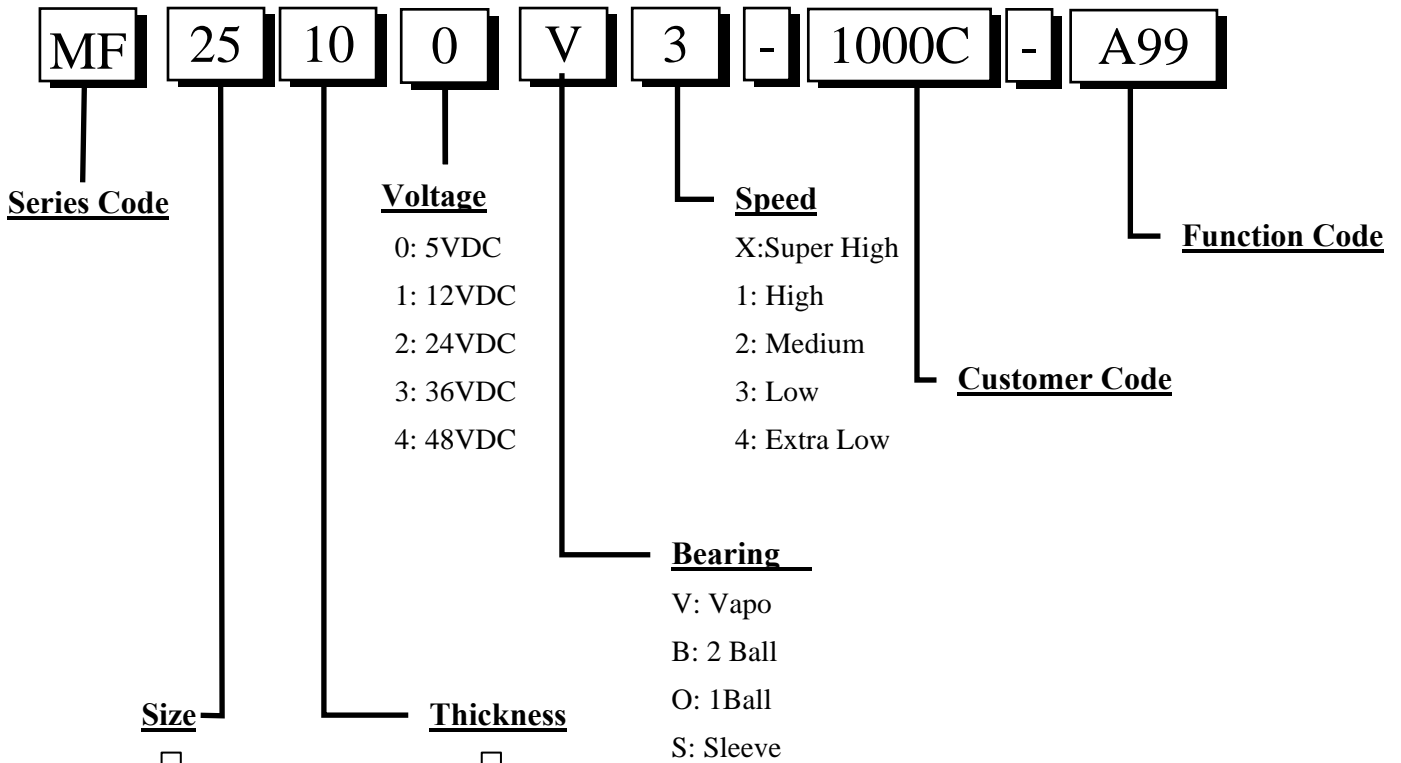 MF 25 10 0 V 3 - 1000C - A99
Series Code
Voltage
0: 5VDC
1: 12VDC
2: 24VDC
3: 36VDC
4: 48VDC
Speed
X:Super High
1: High
2: Medium
3: Low
4: Extra Low
Function Code
Customer Code
Bearing
V: Vapo
B: 2 Ball
O: 1Ball
S: Sleeve
Size
Thickness